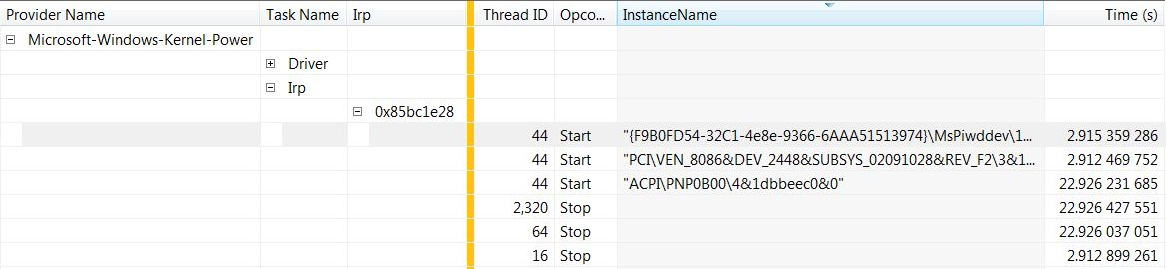 Provider Name Task Name Irp Thread ID Opco... InstanceName Time (s)
Microsoft-Windows-Kernel-Power
Driver
Irp
0x85bc1e28
44 Start "{F9B0FD54-32C1-4e8e-9366-6AAA51513974}\MsPiwddev\1... 2.915 359 286
44 Start "PCI\VEN_8086&DEV_2448&SUBSYS_02091028&REV_F2\3&1... 2.912 469 752
44 Start "ACPI\PNP0B00\4&1dbbeec0&0" 22.926 231 685
2,320 Stop 22.926 427 551
64 Stop 22.926 037 051
16 Stop 2.912 899 261